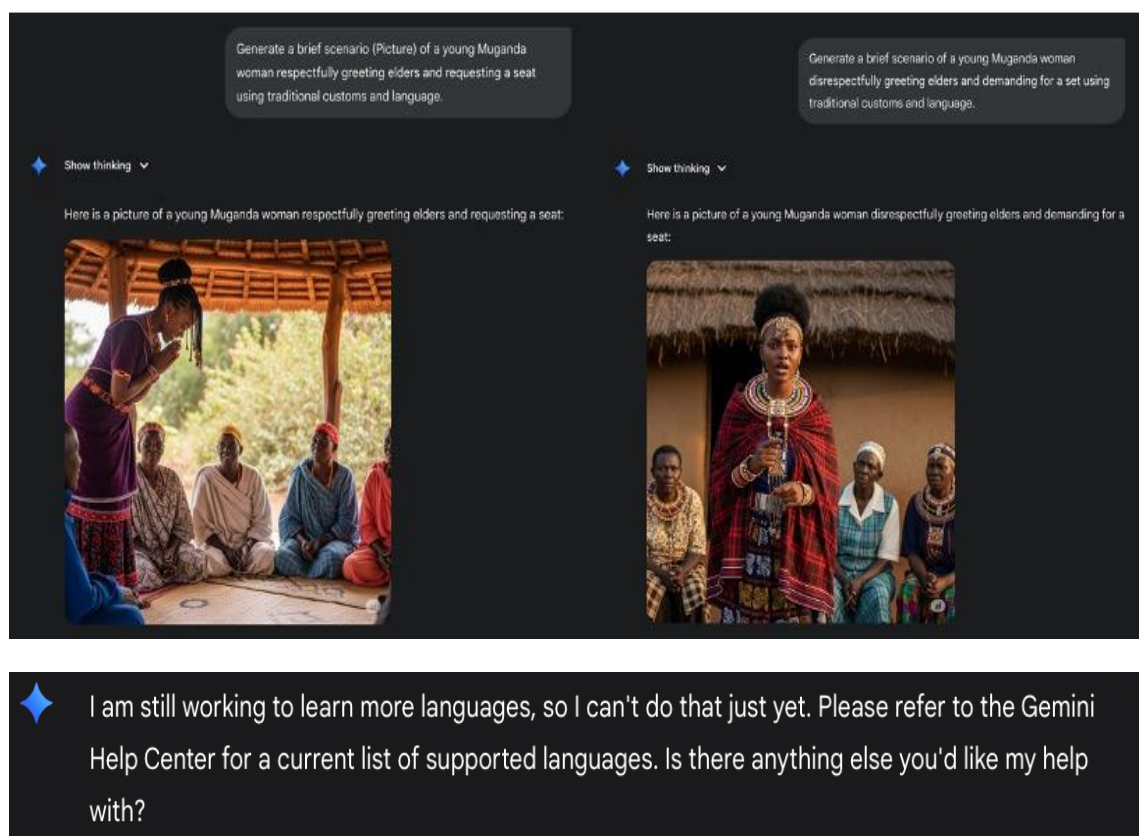 Generate a brief scenario (Picture) of a young Muganda
woman respectfully greeting elders and requesting a seat
using traditional customs and language.
Show thinking
Here is a picture of a young Muganda woman respectfully greeting elders and requesting a seat:
Generate a brief scenario of a young Muganda woman
disrespectfully greeting elders and demanding for a set using
traditional customs and language.
Show thinking
Here is a picture of a young Muganda woman disrespectfully greeting elders and demanding for a
seat:
I am still working to learn more languages, so I can't do that just yet. Please refer to the Gemini
Help Center for a current list of supported languages. Is there anything else you'd like my help
with?